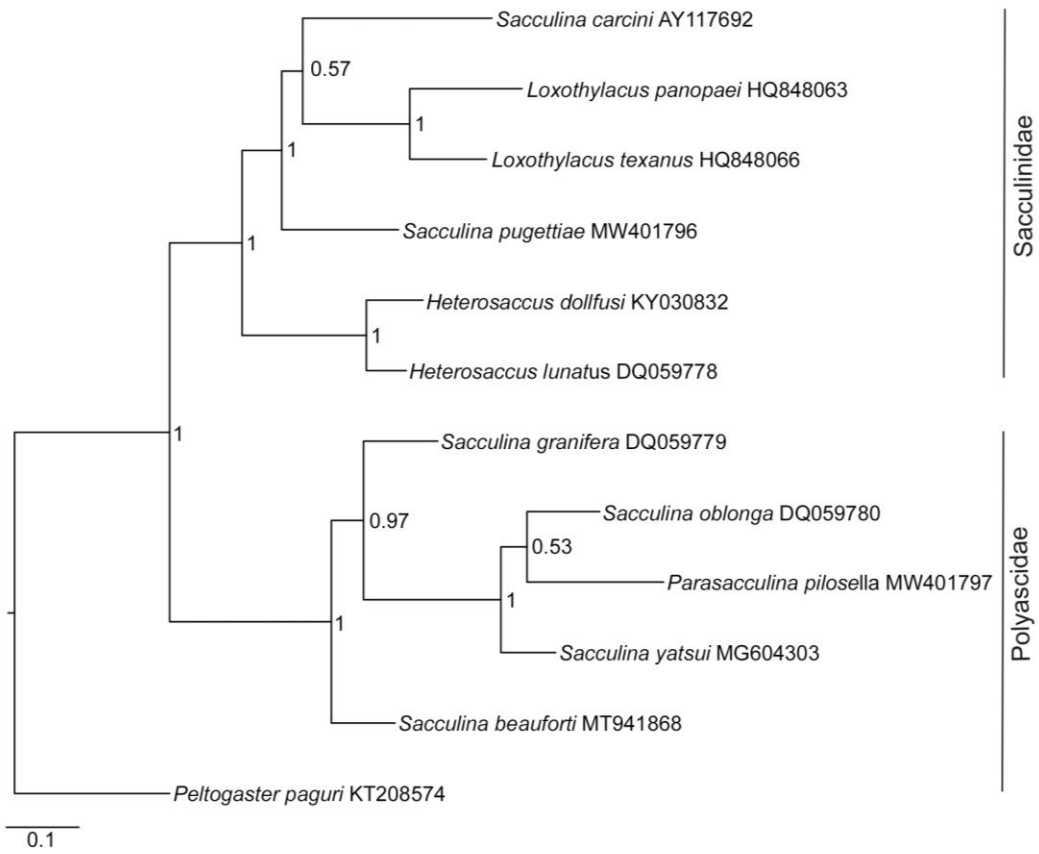 Sacculina carcini AY117692
0.57
Loxothylacus panopaei HQ848063
1
Loxothylacus texanus HQ848066
1
Sacculina pugettiae MW401796
1
Heterosaccus dollfusi KY030832
1
Heterosaccus lunatus DQ059778
Sacculinidae
1
Sacculina granifera DQ059779
0.97
Sacculina oblonga DQ059780
0.53
Parasacculina pilosella MW401797
1
Sacculina yatsui MG604303
1
Sacculina beauforti MT941868
Polyascidae
Peltogaster paguri KT208574
0.1